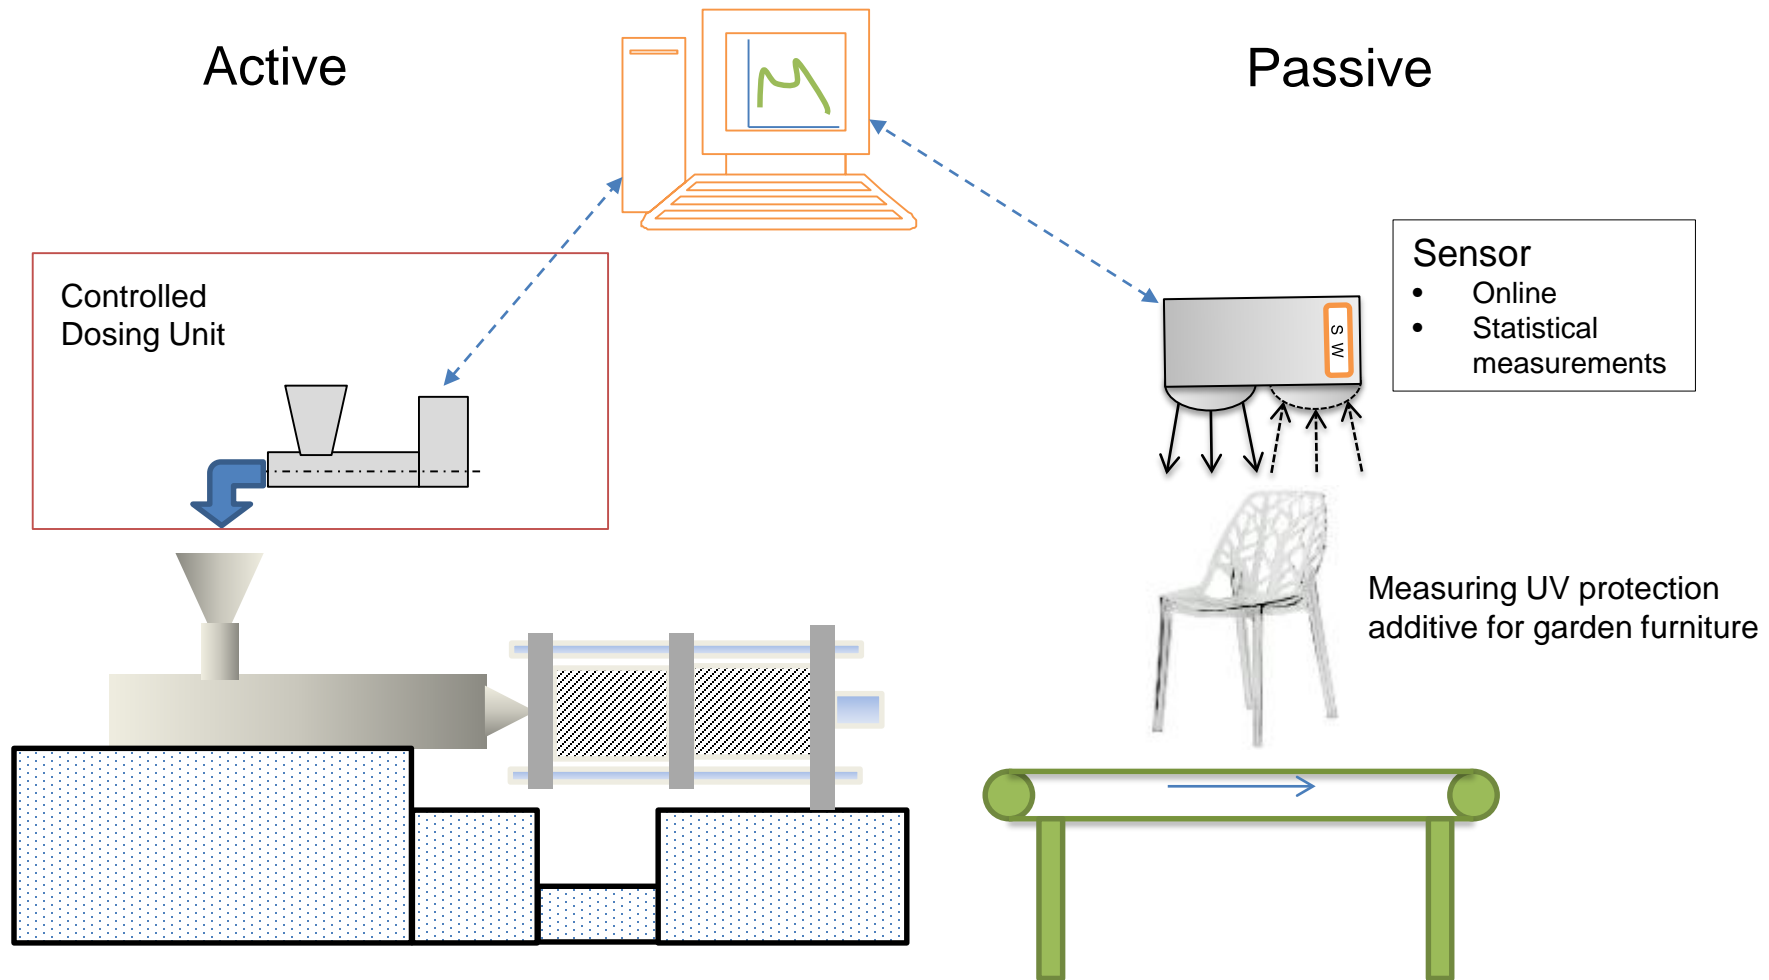 Active
Passive
Controlled
Dosing Unit
Sensor
• Online
• Statistical
measurements
S W
Measuring UV protection
additive for garden furniture